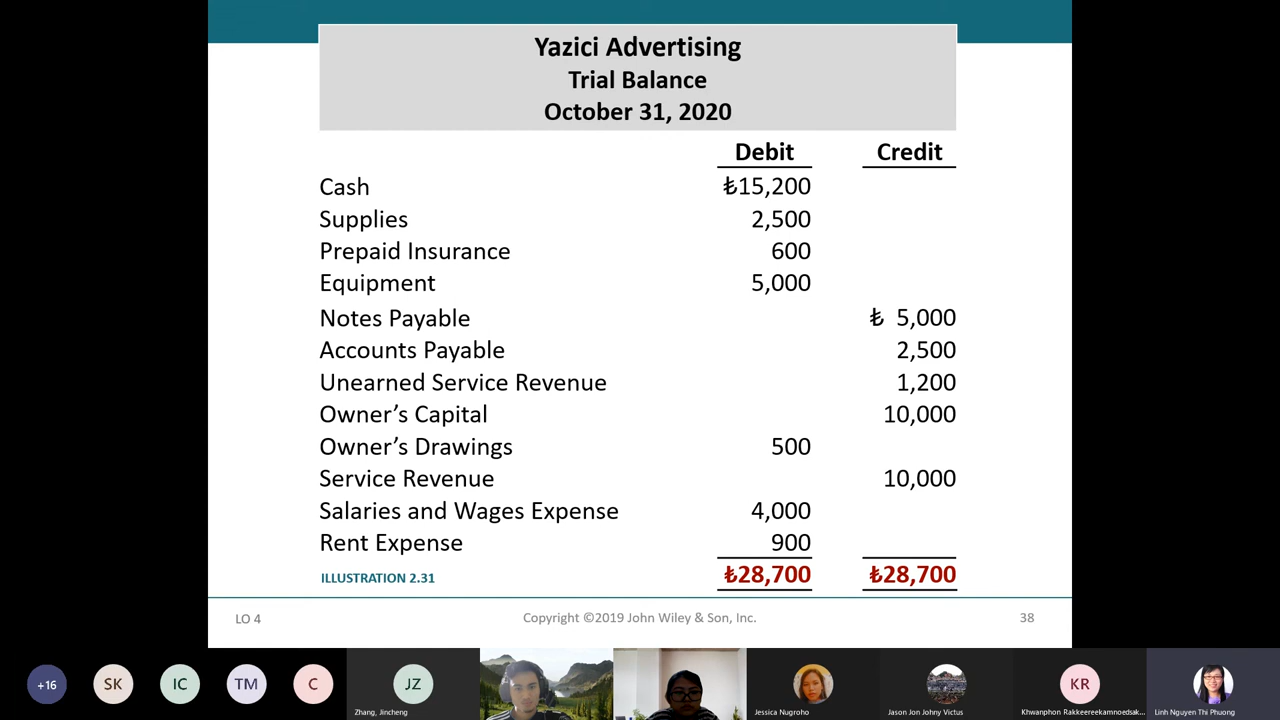 Yazici Advertising
Trial Balance
October 31, 2020
Debit Credit
Cash ₺15,200
Supplies 2,500
Prepaid Insurance 600
Equipment 5,000
Notes Payable ₺ 5,000
Accounts Payable 2,500
Unearned Service Revenue 1,200
Owner’s Capital 10,000
Owner’s Drawings 500
Service Revenue 10,000
Salaries and Wages Expense 4,000
Rent Expense 900
ILLUSTRATION 2.31 ₺28,700 ₺28,700
LO 4 Copyright ©2019 John Wiley & Son, Inc. 38
+16 SK IC TM C JZ KR
Zhang, Jincheng Jessica Nugroho Jason Jon Johny Victus Khwanphon Rakkeereekamnoedsak... Linh Nguyen Thi Phuong